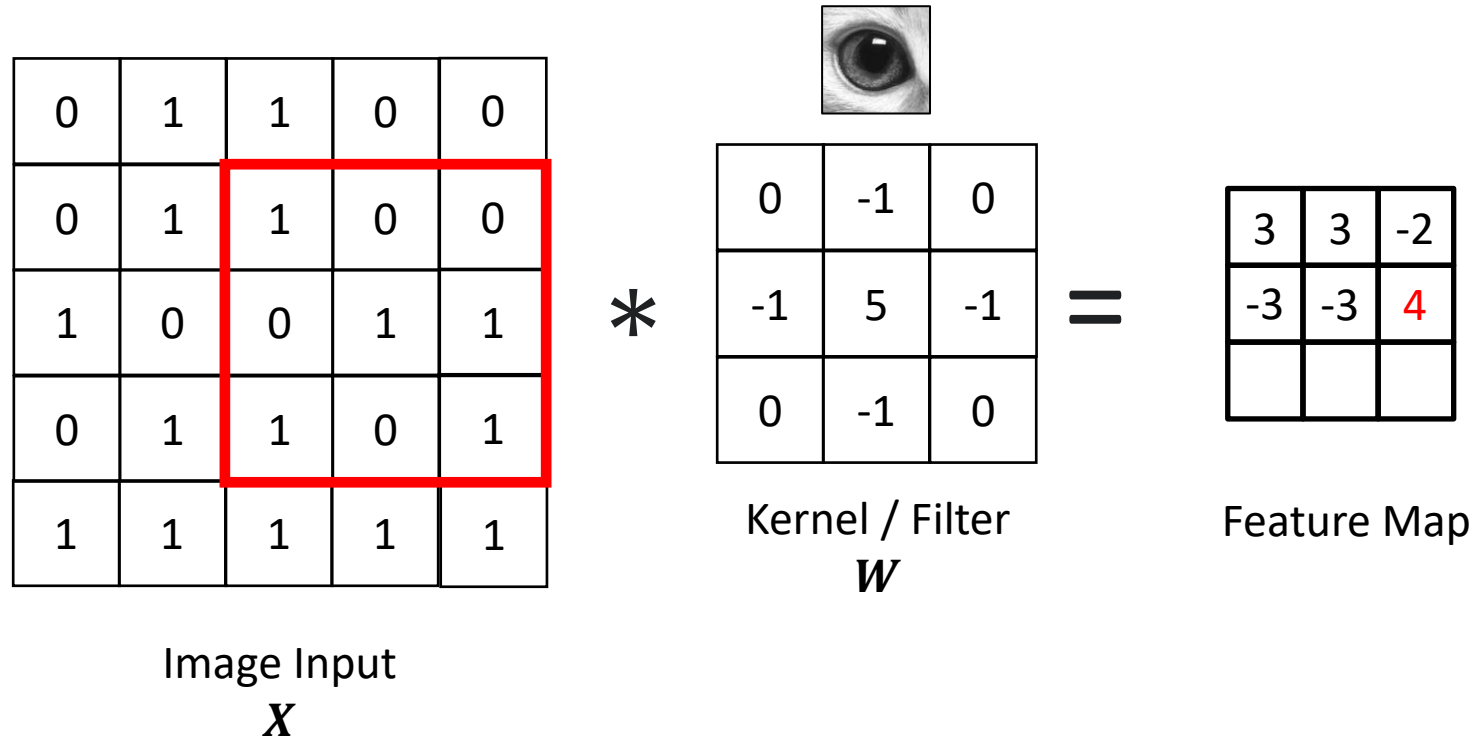 0 1 1 0 0
0 1 1 0 0
1 0 0 1 1
0 1 1 0 1
1 1 1 1 1
Image Input
X
*
0 -1 0
-1 5 -1
0 -1 0
Kernel / Filter
W
=
3 3 -2
-3 -3 4
Feature Map